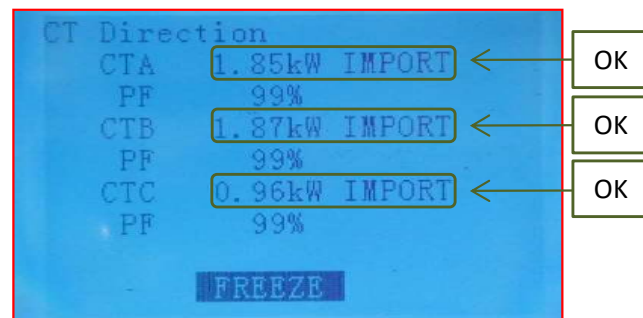 CT Direction
CTA 1.85kW IMPORT OK
PF 99%
CTB 1.87kW IMPORT OK
PF 99%
CTC 0.96kW IMPORT OK
PF 99%
FREEZE